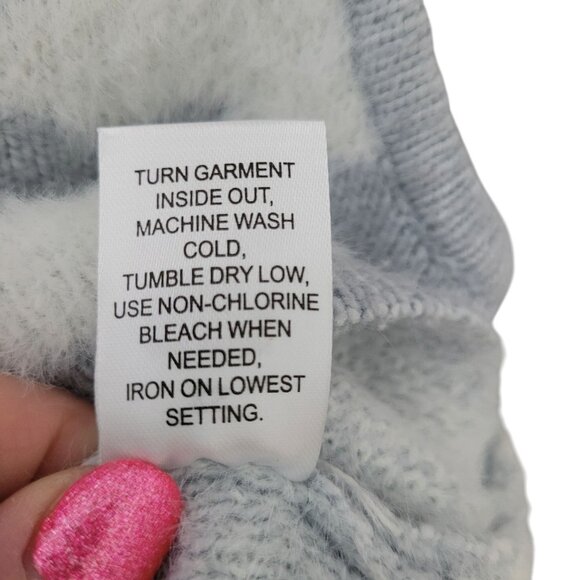 TURN GARMENT
INSIDE OUT,
MACHINE WASH
COLD,
TUMBLE DRY LOW,
USE NON-CHLORINE
BLEACH WHEN
NEEDED,
IRON ON LOWEST
SETTING.